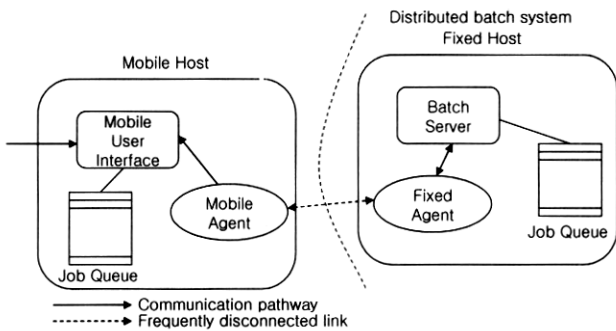 Distributed batch system
Fixed Host
Mobile Host
Mobile
User
Interface
Mobile
Agent
Job Queue
Batch
Server
Fixed
Agent
Job Queue
Communication pathway
Frequently disconnected link